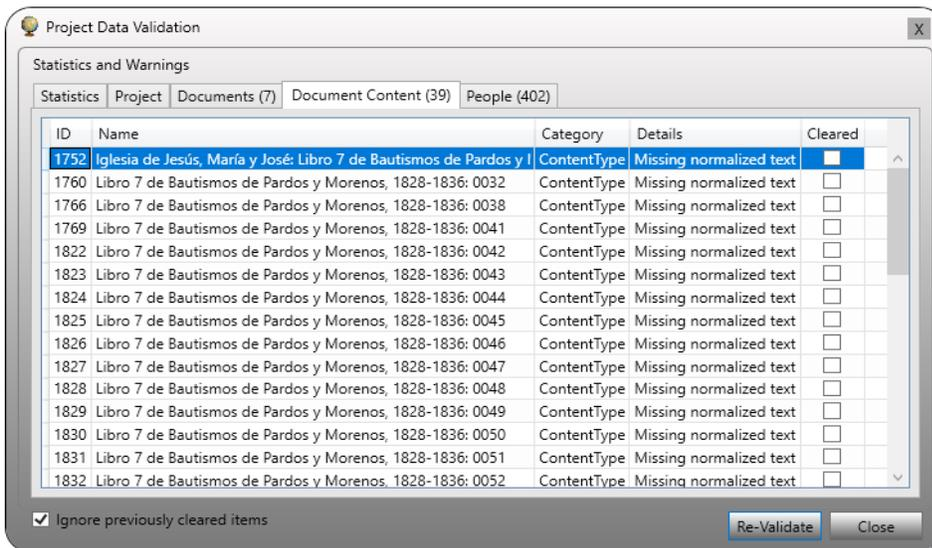 Project Data Validation X
Statistics and Warnings
Statistics Project Documents (7) Document Content (39) People (402)
ID Name Category Details Cleared
1752 Iglesia de Jesús, María y José: Libro 7 de Bautismos de Pardos y ContentType Missing normalized text
1760 Libro 7 de Bautismos de Pardos y Morenos, 1828-1836: 0032 ContentType Missing normalized text
1766 Libro 7 de Bautismos de Pardos y Morenos, 1828-1836: 0038 ContentType Missing normalized text
1769 Libro 7 de Bautismos de Pardos y Morenos, 1828-1836: 0041 ContentType Missing normalized text
1822 Libro 7 de Bautismos de Pardos y Morenos, 1828-1836: 0042 ContentType Missing normalized text
1823 Libro 7 de Bautismos de Pardos y Morenos, 1828-1836: 0043 ContentType Missing normalized text
1824 Libro 7 de Bautismos de Pardos y Morenos, 1828-1836: 0044 ContentType Missing normalized text
1825 Libro 7 de Bautismos de Pardos y Morenos, 1828-1836: 0045 ContentType Missing normalized text
1826 Libro 7 de Bautismos de Pardos y Morenos, 1828-1836: 0046 ContentType Missing normalized text
1827 Libro 7 de Bautismos de Pardos y Morenos, 1828-1836: 0047 ContentType Missing normalized text
1828 Libro 7 de Bautismos de Pardos y Morenos, 1828-1836: 0048 ContentType Missing normalized text
1829 Libro 7 de Bautismos de Pardos y Morenos, 1828-1836: 0049 ContentType Missing normalized text
1830 Libro 7 de Bautismos de Pardos y Morenos, 1828-1836: 0050 ContentType Missing normalized text
1831 Libro 7 de Bautismos de Pardos y Morenos, 1828-1836: 0051 ContentType Missing normalized text
1832 Libro 7 de Bautismos de Pardos y Morenos, 1828-1836: 0052 ContentType Missing normalized text
Ignore previously cleared items
Re-Validate Close